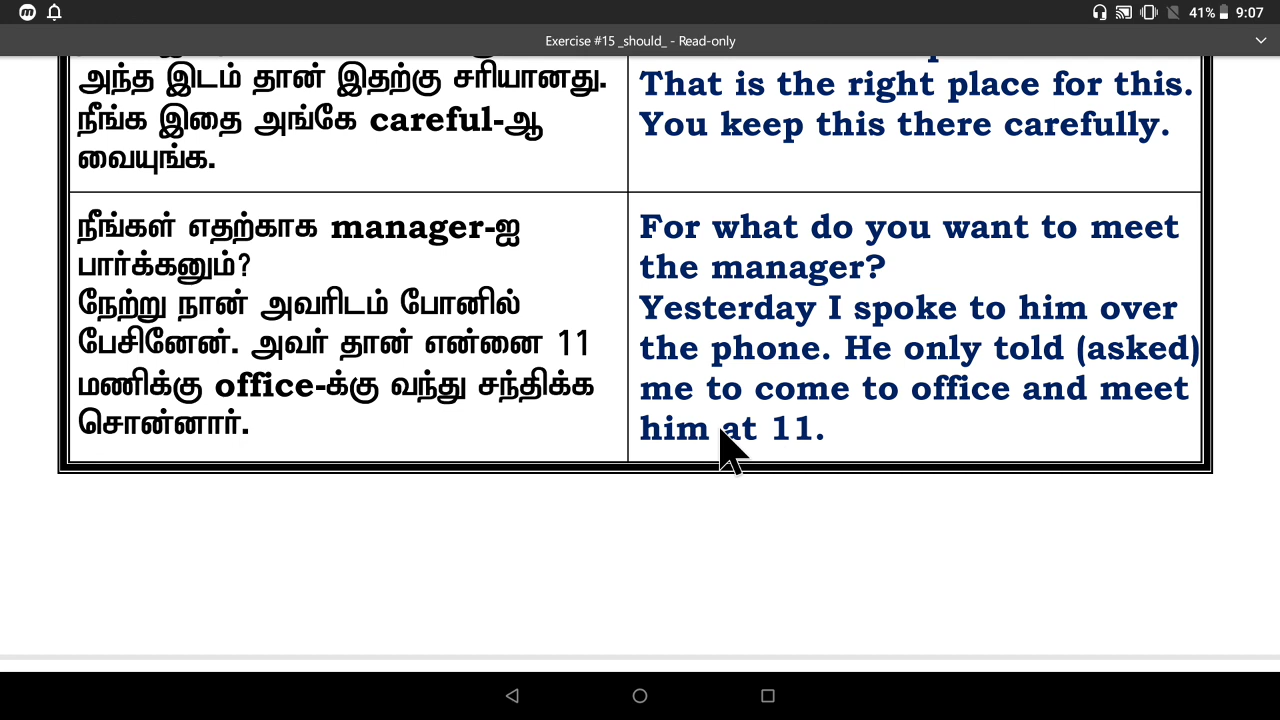 41% 9:07
Exercise #15 _should_ - Read-only
அந்த இடம் தான் இதற்கு சரியானது.
நீங்க இதை அங்கே careful-ஆ
வையுங்க.
That is the right place for this.
You keep this there carefully.
நீங்கள் எதற்காக manager-ஐ
பார்க்கனும்?
நேற்று நான் அவரிடம் போனில்
பேசினேன். அவர் தான் என்னை 11
மணிக்கு office-க்கு வந்து சந்திக்க
சொன்னார்.
For what do you want to meet
the manager?
Yesterday I spoke to him over
the phone. He only told (asked)
me to come to office and meet
him at 11.